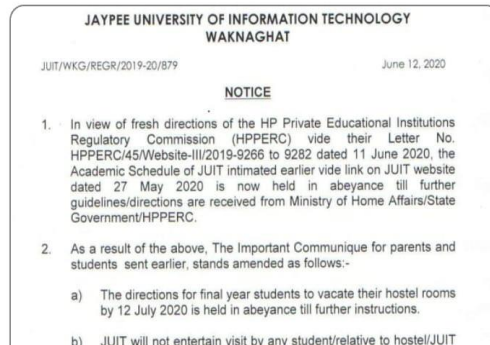 JAYPEE UNIVERSITY OF INFORMATION TECHNOLOGY
WAKNAGHAT
JUIT/WKG/REGR/2019-20/879 June 12, 2020
NOTICE
1. In view of fresh directions of the HP Private Educational Institutions
Regulatory Commission (HPPERC) vide their Letter No.
HPPERC/45/Website-III/2019-9266 to 9282 dated 11 June 2020, the
Academic Schedule of JUIT intimated earlier vide link on JUIT website
dated 27 May 2020 is now held in abeyance till further
guidelines/directions are received from Ministry of Home Affairs/State
Government/HPPERC.
2. As a result of the above, The Important Communique for parents and
students sent earlier, stands amended as follows:-
a) The directions for final year students to vacate their hostel rooms
by 12 July 2020 is held in abeyance till further instructions.
b) JUIT will not entertain visit by any student/relative to hostel/JUIT